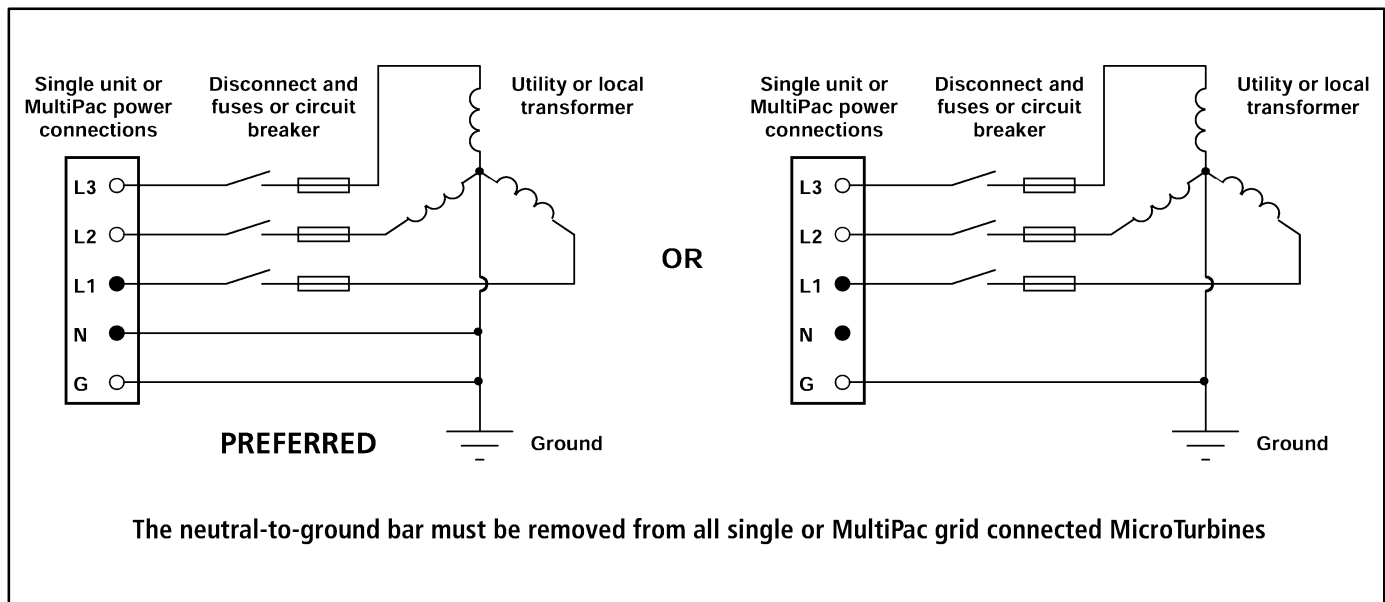 Single unit or
MultiPac power
connections
Disconnect and
fuses or circuit
breaker
Utility or local
transformer
L3
L2
L1
N
G
PREFERRED
Ground
OR
Single unit or
MultiPac power
connections
Disconnect and
fuses or circuit
breaker
Utility or local
transformer
L3
L2
L1
N
G
Ground
The neutral-to-ground bar must be removed from all single or MultiPac grid connected MicroTurbines